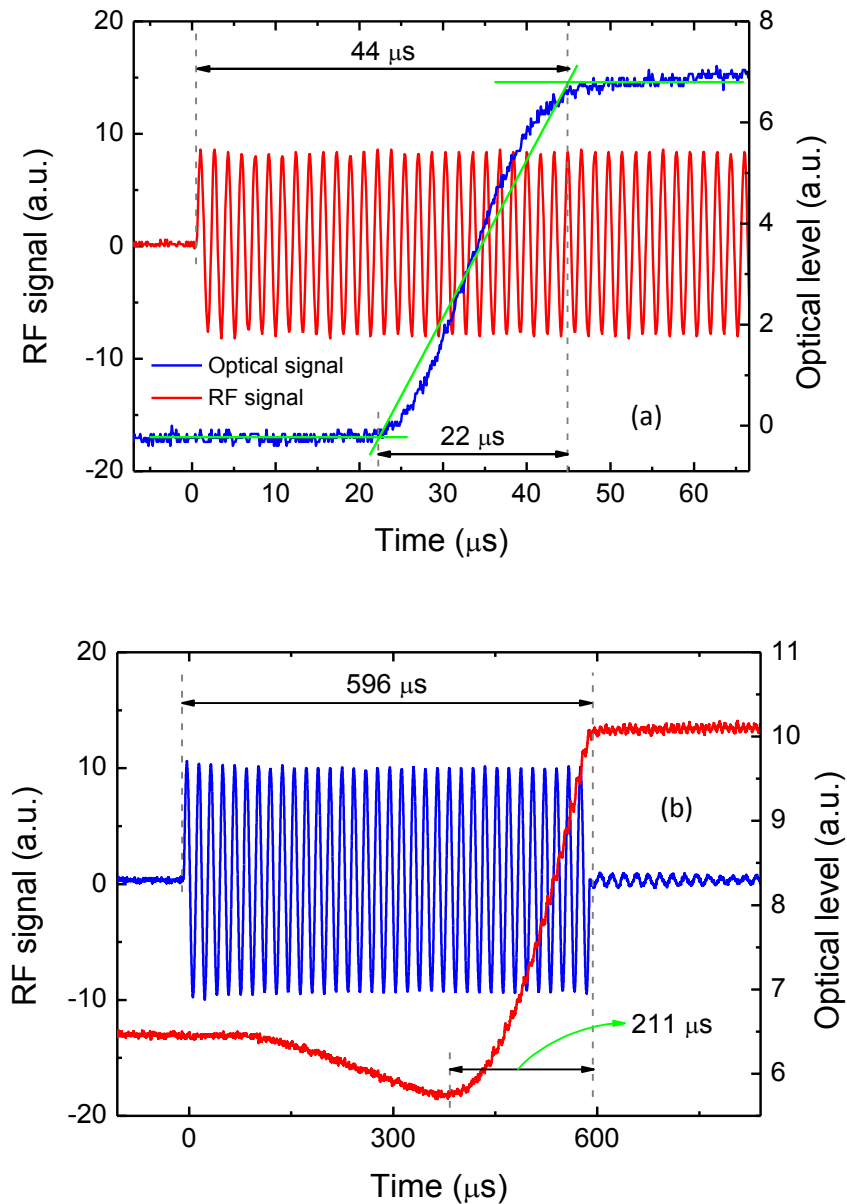 20
10
0
-10
-20
RF signal (a.u.)
8
6
4
2
0
Optical level (a.u.)
44 μs
Optical signal
RF signal
(a)
22 μs
0 10 20 30 40 50 60
Time (μs)
20
10
0
-10
-20
RF signal (a.u.)
11
10
9
8
7
6
Optical level (a.u.)
596 μs
(b)
211 μs
0 300 600
Time (μs)